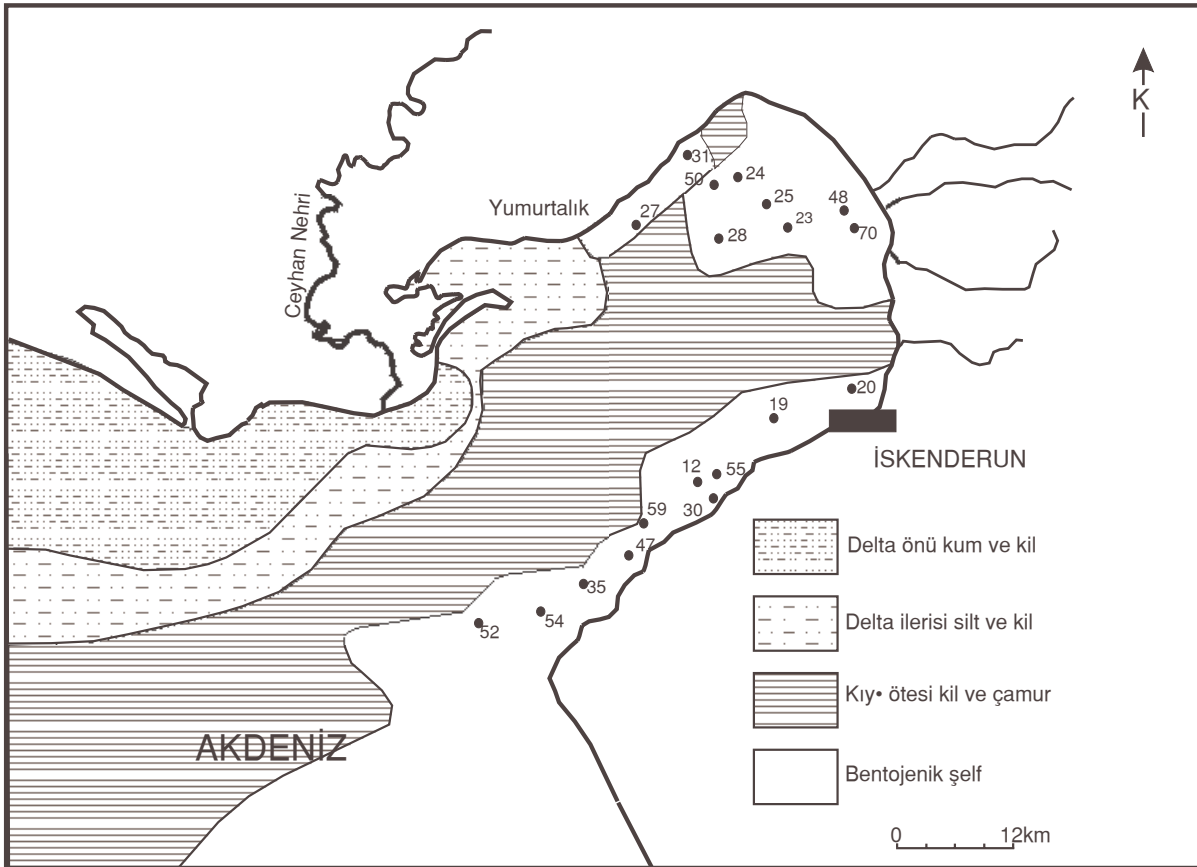 K
31
24
50
25
48
27
Yumurtalık
23
28
70
Ceyhan Nehri
20
19
İSKENDERUN
12
55
30
59
47
35
54
52
Delta önü kum ve kil
Delta ilerisi silt ve kil
Kıy• ötesi kil ve çamur
AKDENİZ
Bentojenik şelf
0 12km